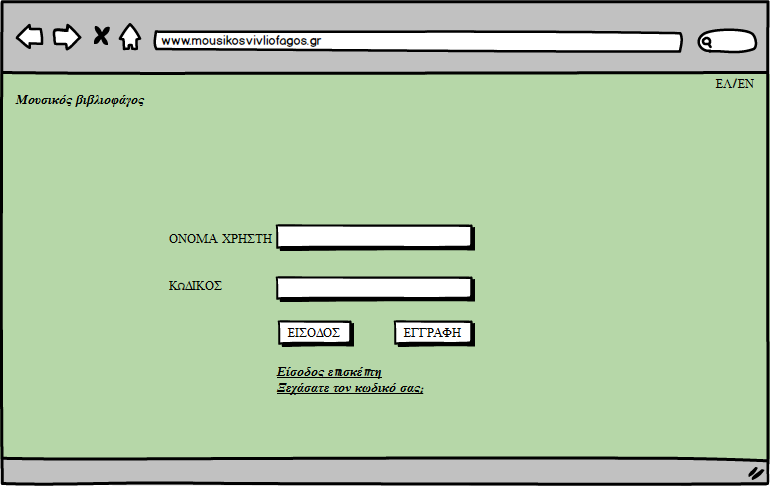 www.mousikosvivliofagos.gr
ΕΛ/ΕΝ
Μουσικός βιβλιοφάγος
ΟΝΟΜΑ ΧΡΗΣΤΗ
ΚΩΔΙΚΟΣ
ΕΙΣΟΔΟΣ ΕΓΓΡΑΦΗ
Είσοδος επισκέπτη
Ξεχάσατε τον κωδικό σας;